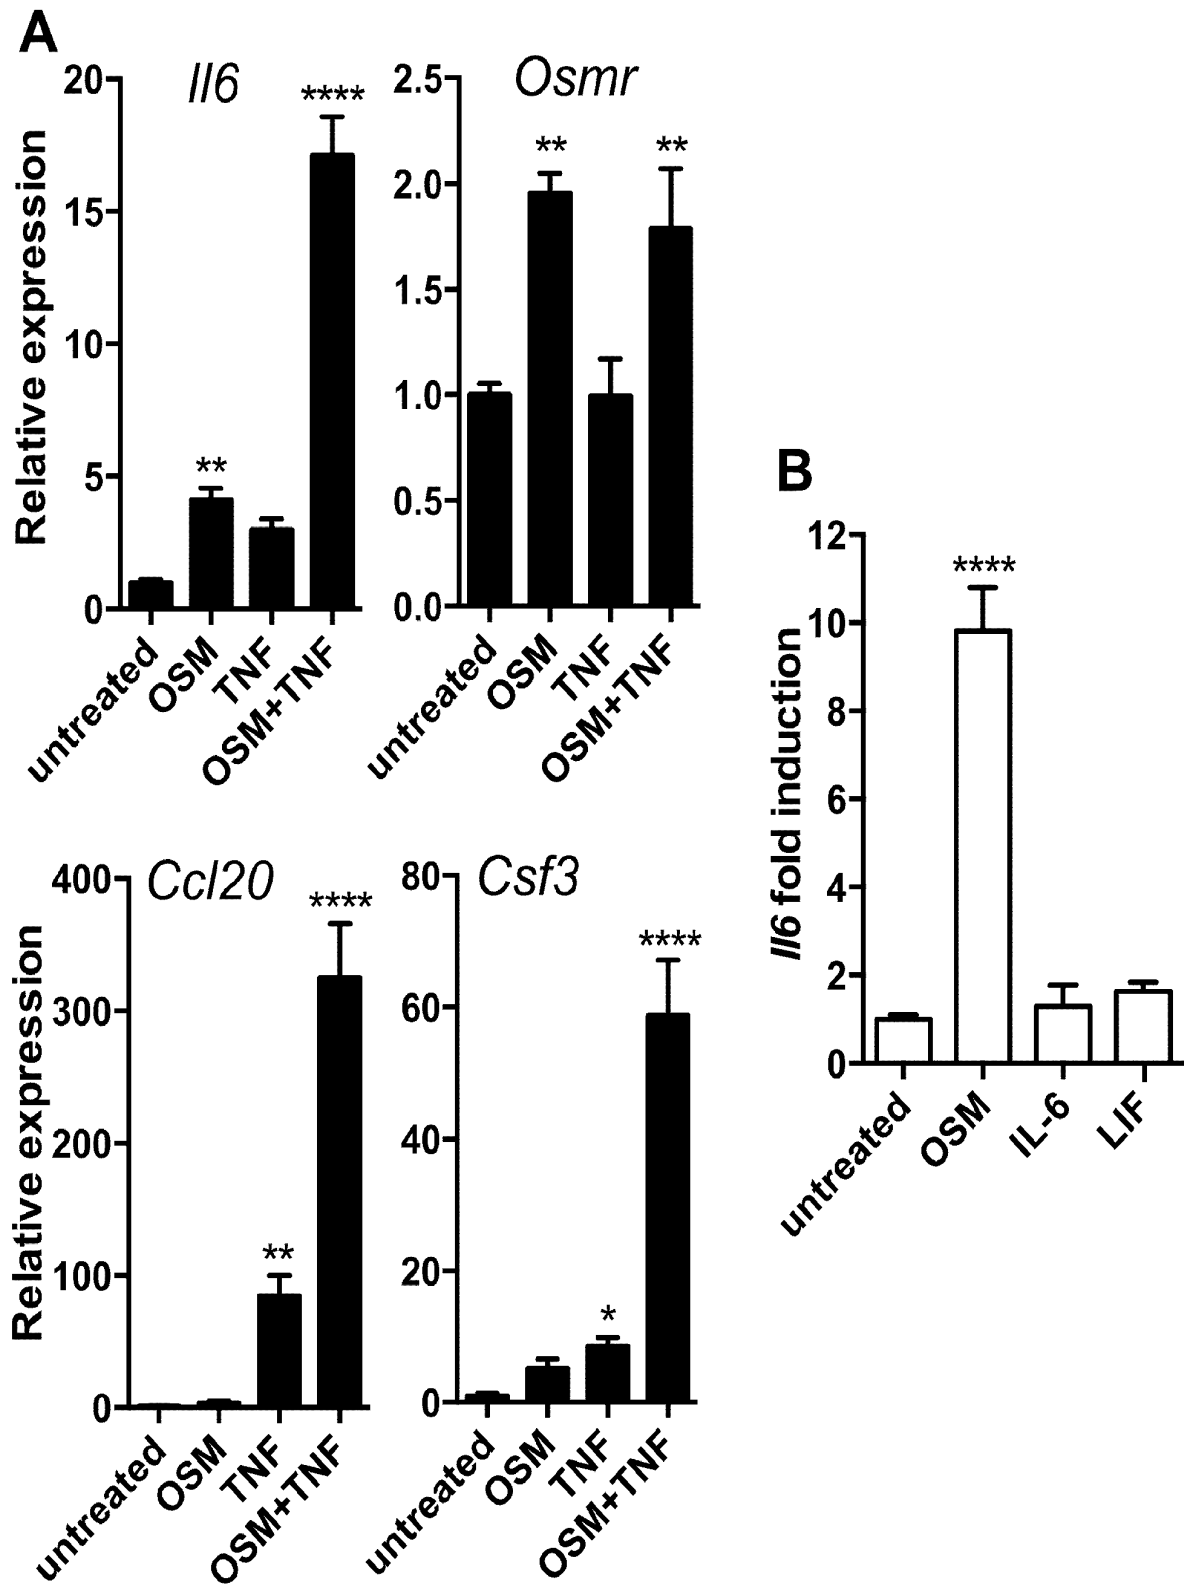 A
Il6
Relative expression
20
15
10
5
0
****
**
untreated
OSM
TNF
OSM+TNF
Osmr
2.5
2.0
1.5
1.0
0.5
0.0
**
**
untreated
OSM
TNF
OSM+TNF
Ccl20
Relative expression
400
300
200
100
0
****
**
untreated
OSM
TNF
OSM+TNF
Csf3
80
60
40
20
0
****
*
untreated
OSM
TNF
OSM+TNF
B
Il6 fold induction
12
10
8
6
4
2
0
****
untreated
OSM
IL-6
LIF